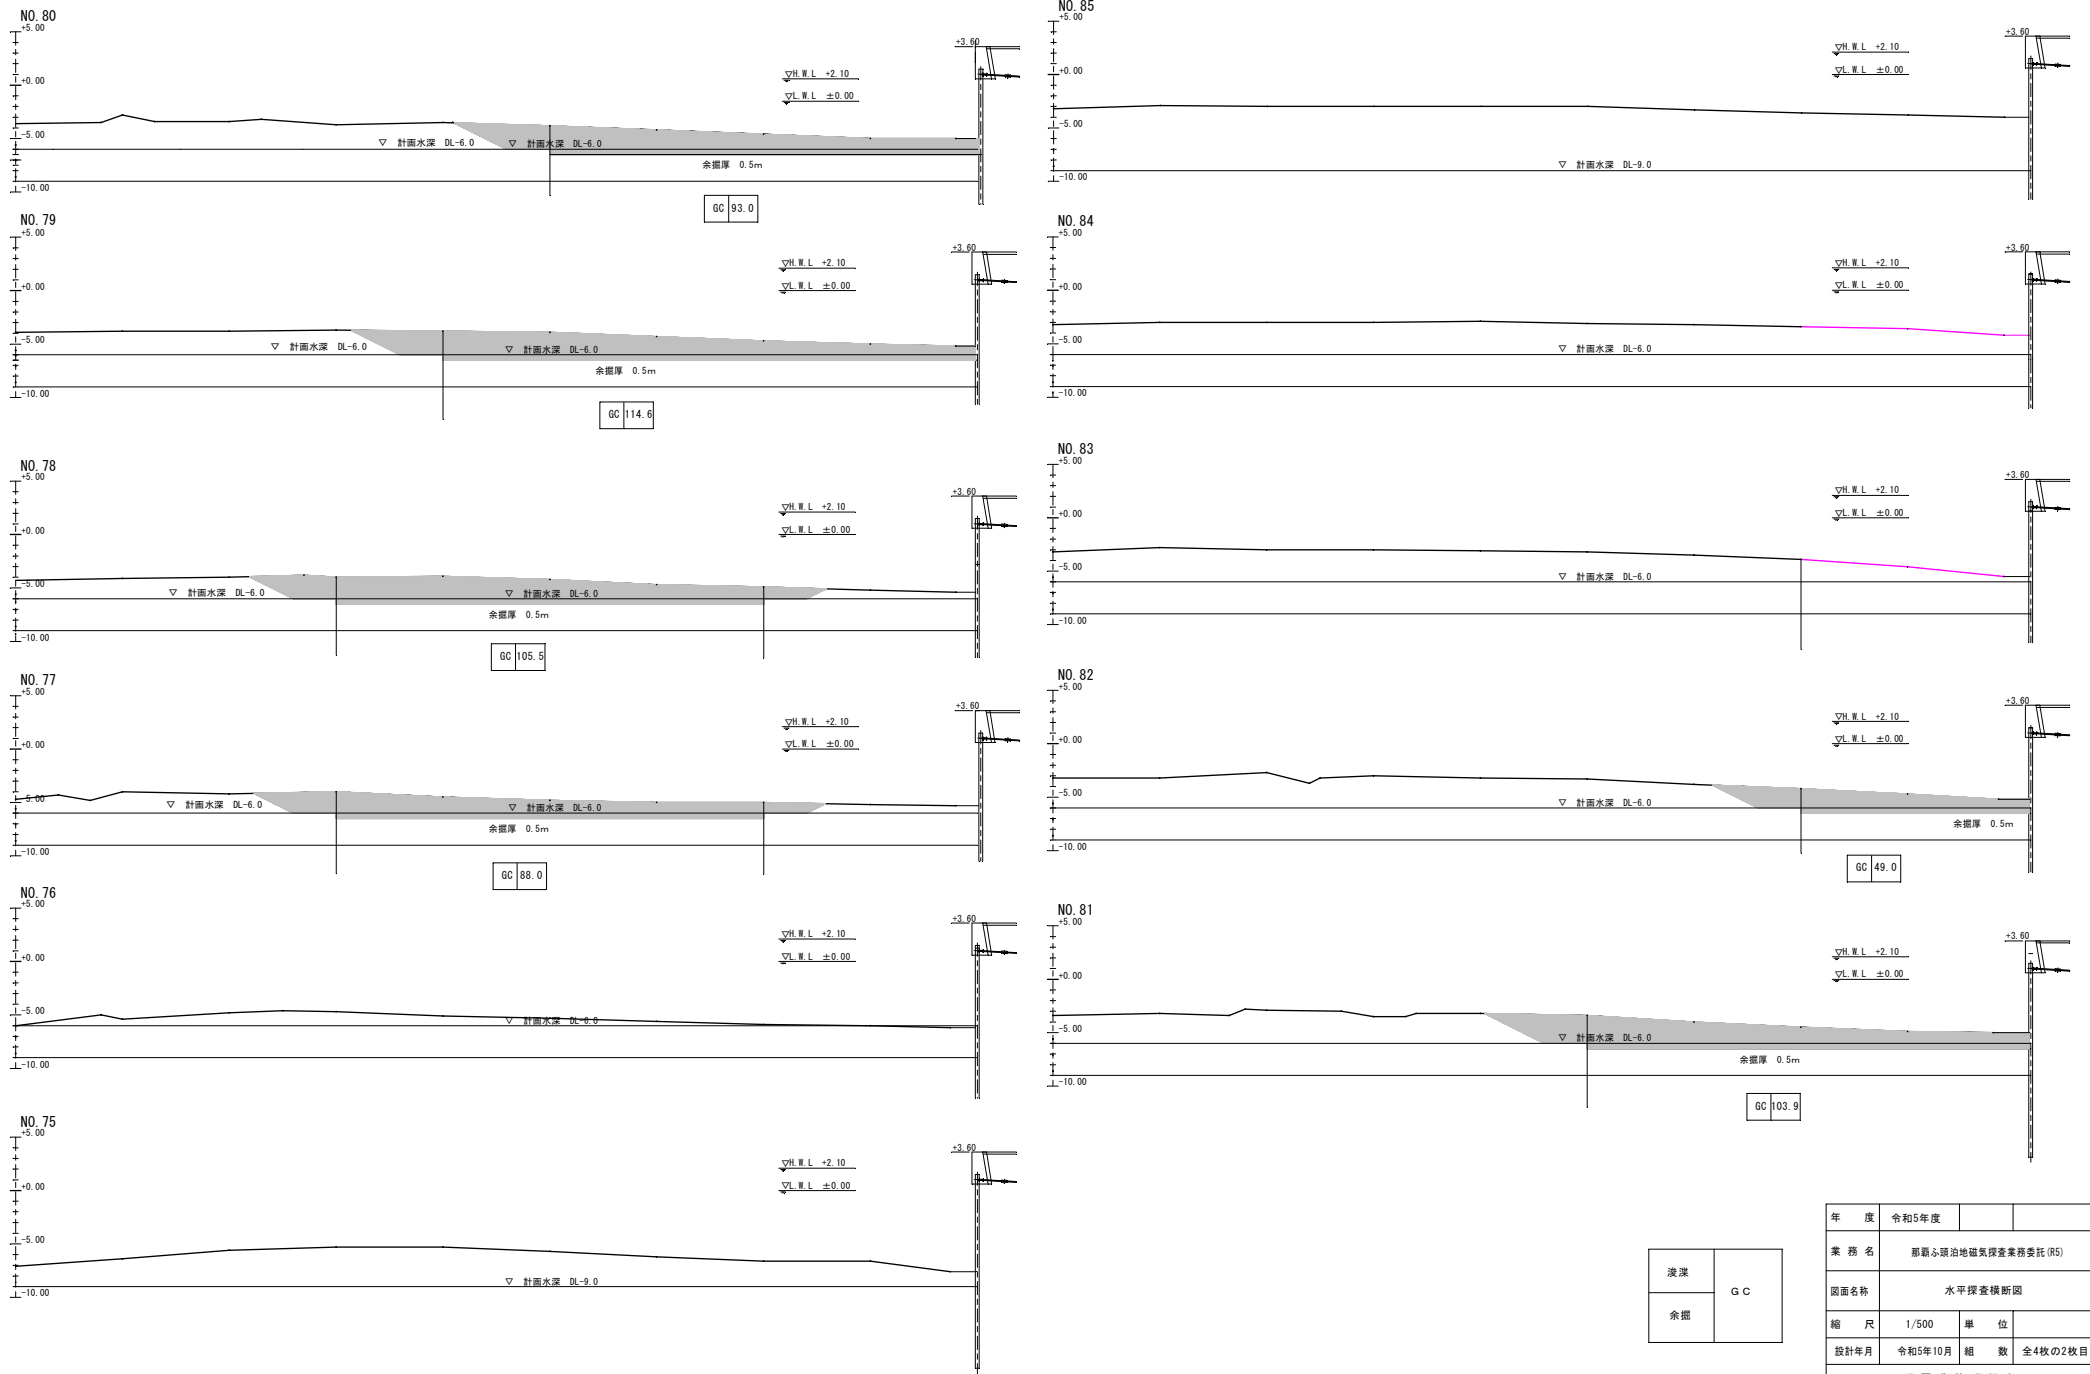 NO.80
+5.00
+3.60
▽H.W.L +2.10
+0.00
▽L.W.L ±0.00
-5.00
▽ 計画水深 DL-6.0
▽ 計画水深 DL-6.0
余掘厚 0.5m
-10.00
GC 93.0
NO.79
+5.00
+3.60
▽H.W.L +2.10
+0.00
▽L.W.L ±0.00
-5.00
▽ 計画水深 DL-6.0
▽ 計画水深 DL-6.0
余掘厚 0.5m
-10.00
GC 114.6
NO.78
+5.00
+3.60
▽H.W.L +2.10
+0.00
▽L.W.L ±0.00
-5.00
▽ 計画水深 DL-6.0
▽ 計画水深 DL-6.0
余掘厚 0.5m
-10.00
GC 105.5
NO.77
+5.00
+3.60
▽H.W.L +2.10
+0.00
▽L.W.L ±0.00
-5.00
▽ 計画水深 DL-6.0
▽ 計画水深 DL-6.0
余掘厚 0.5m
-10.00
GC 88.0
NO.76
+5.00
+3.60
▽H.W.L +2.10
+0.00
▽L.W.L ±0.00
-5.00
▽ 計画水深 DL-6.0
-10.00
NO.75
+5.00
+3.60
▽H.W.L +2.10
+0.00
▽L.W.L ±0.00
-5.00
▽ 計画水深 DL-9.0
-10.00
NO.85
+5.00
+3.60
▽H.W.L +2.10
+0.00
▽L.W.L ±0.00
-5.00
▽ 計画水深 DL-9.0
-10.00
NO.84
+5.00
+3.60
▽H.W.L +2.10
+0.00
▽L.W.L ±0.00
-5.00
▽ 計画水深 DL-6.0
-10.00
NO.83
+5.00
+3.60
▽H.W.L +2.10
+0.00
▽L.W.L ±0.00
-5.00
▽ 計画水深 DL-6.0
-10.00
NO.82
+5.00
+3.60
▽H.W.L +2.10
+0.00
▽L.W.L ±0.00
-5.00
▽ 計画水深 DL-6.0
余掘厚 0.5m
-10.00
GC 49.0
NO.81
+5.00
+3.60
▽H.W.L +2.10
+0.00
▽L.W.L ±0.00
-5.00
▽ 計画水深 DL-6.0
余掘厚 0.5m
-10.00
GC 103.9
浚渫
GC
余掘
年 度 令和5年度
業務名 那覇ふ頭泊地磁気探査業務委託(R5)
図面名称 水平探査横断図
縮 尺 1/500 単 位
設計年月 令和5年10月 組 数 全4枚の2枚目